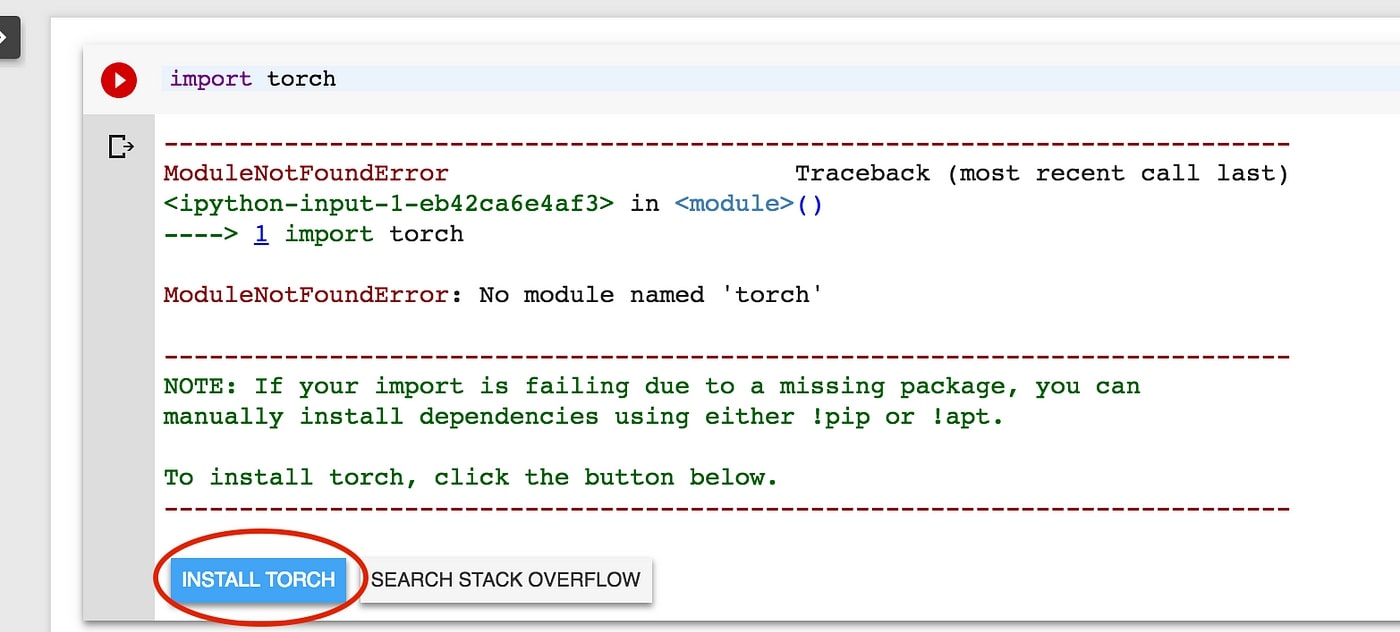 import torch
--------------------------------------------------------------------------­-
ModuleNotFoundError                       Traceback (most recent call last)
<ipython-input-1-eb42ca6e4af3> in <module>()
----> 1 import torch

ModuleNotFoundError: No module named 'torch'

---------------------------------------------------------------------------
NOTE: If your import is failing due to a missing package, you can
manually install dependencies using either !pip or !apt.

To install torch, click the button below.
---------------------------------------------------------------------------
INSTALL TORCH SEARCH STACK OVERFLOW